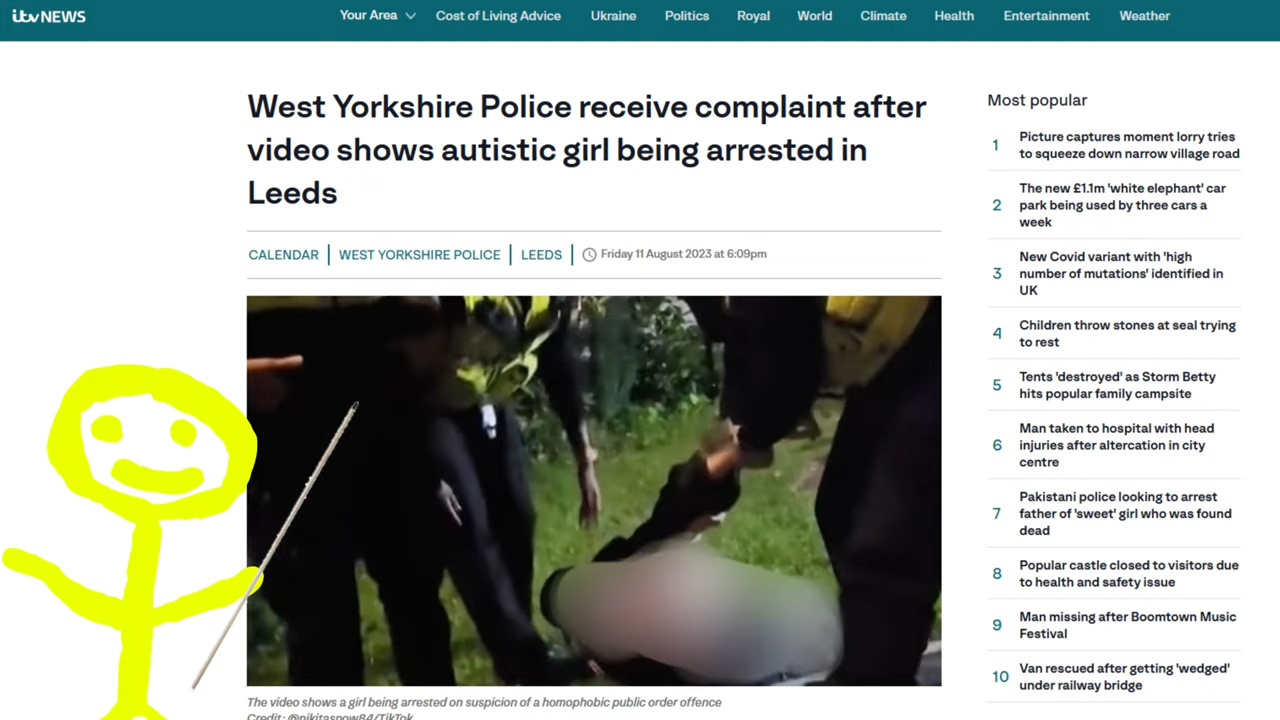 itv NEWS
Your Area
Cost of Living Advice
Ukraine
Politics
Royal
World
Climate
Health
Entertainment
Weather
West Yorkshire Police receive complaint after
video shows autistic girl being arrested in
Leeds
CALENDAR
WEST YORKSHIRE POLICE
LEEDS
Friday 11 August 2023 at 6:09pm
The video shows a girl being arrested on suspicion of a homophobic public order offence
Credit: @nikitasnow84/TikTok
Most popular
1
Picture captures moment lorry tries
to squeeze down narrow village road
2
The new £1.1m 'white elephant' car
park being used by three cars a
week
3
New Covid variant with 'high
number of mutations' identified in
UK
4
Children throw stones at seal trying
to rest
5
Tents 'destroyed' as Storm Betty
hits popular family campsite
6
Man taken to hospital with head
injuries after altercation in city
centre
7
Pakistani police looking to arrest
father of 'sweet' girl who was found
dead
8
Popular castle closed to visitors due
to health and safety issue
9
Man missing after Boomtown Music
Festival
10
Van rescued after getting 'wedged'
under railway bridge